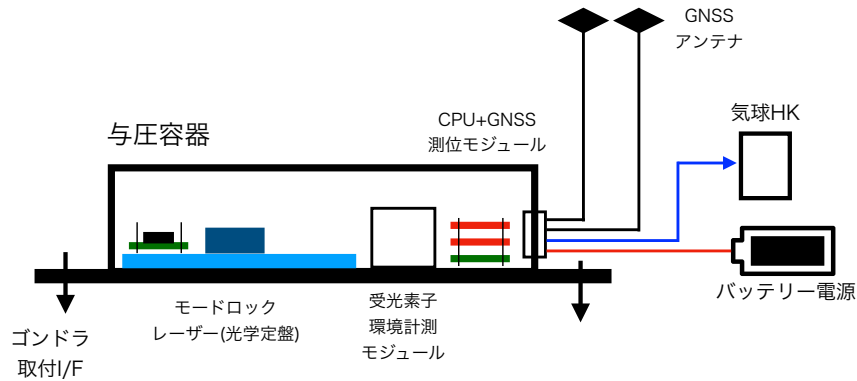 GNSS
アンテナ
気球HK
CPU+GNSS
測位モジュール
与圧容器
バッテリー電源
モードロック
レーザー(光学定盤)
受光素子
環境計測
モジュール
ゴンドラ
取付I/F